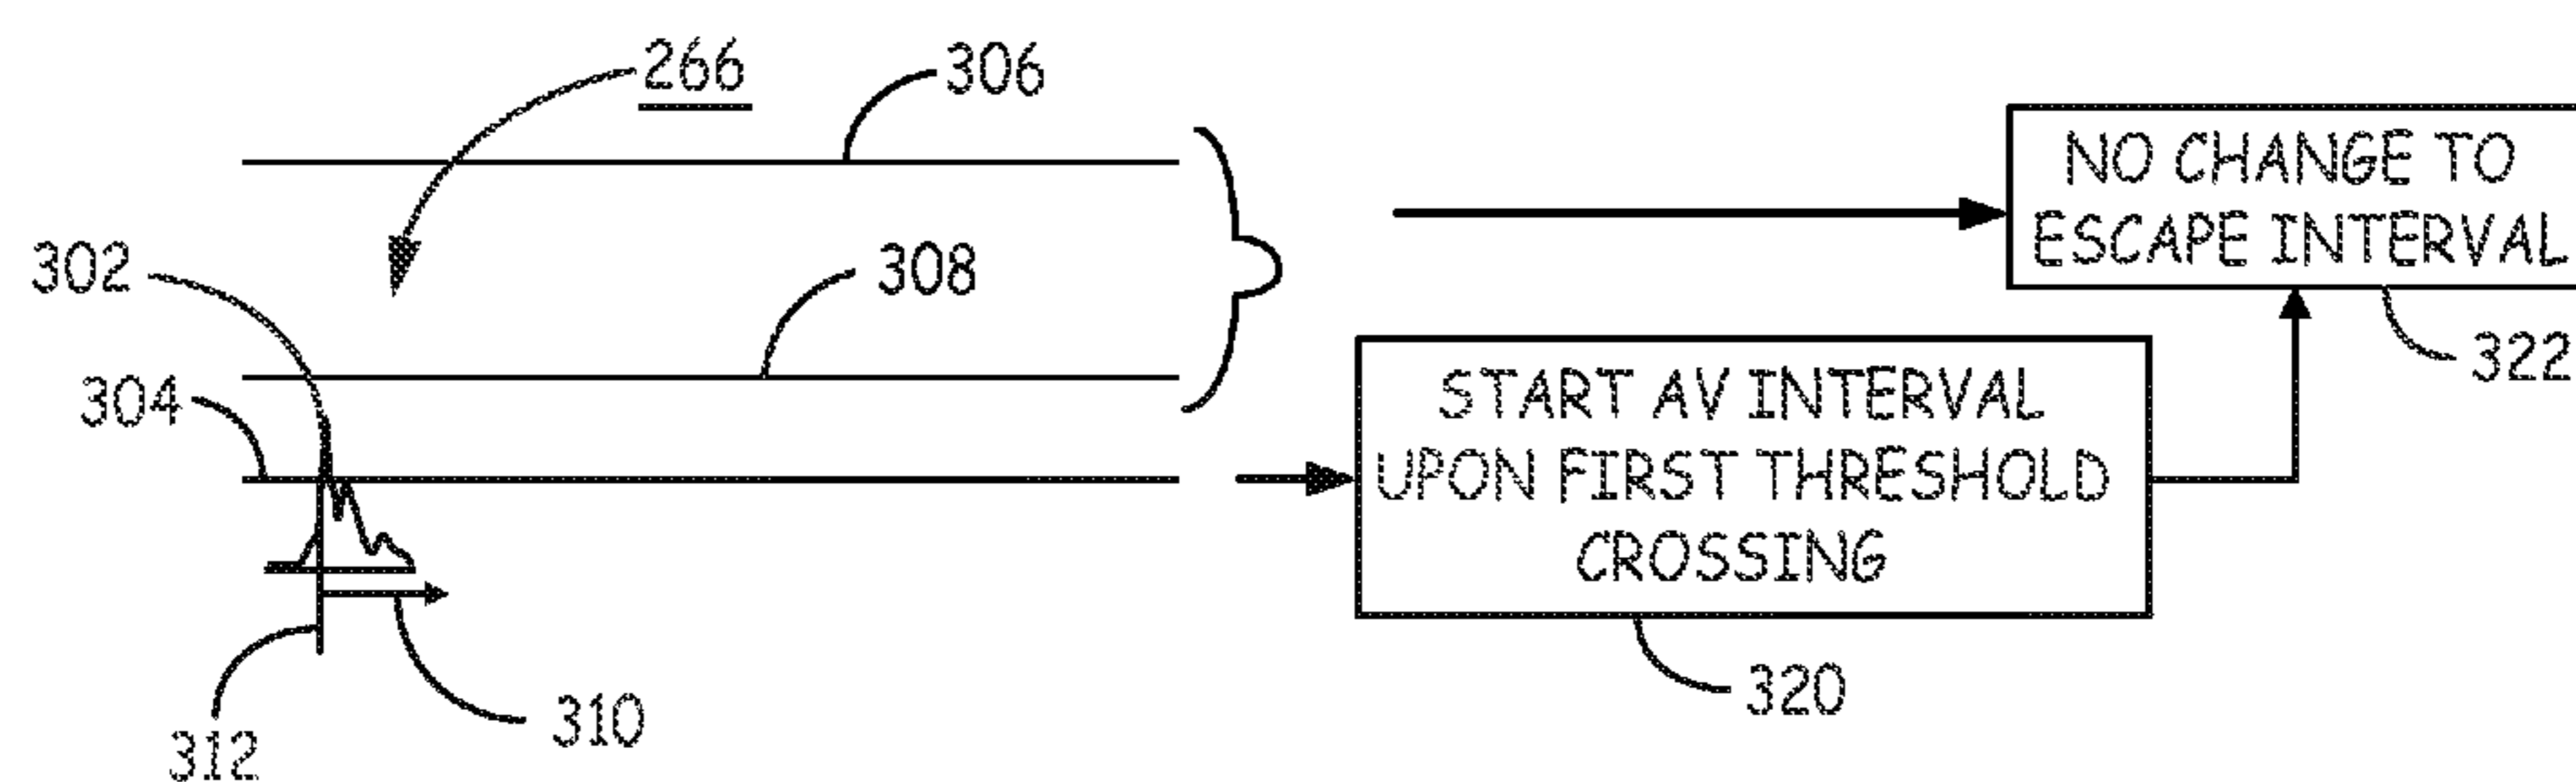 266
306
NO CHANGE TO
ESCAPE INTERVAL
302
308
322
304
START AV INTERVAL
UPON FIRST THRESHOLD
CROSSING
320
310
312